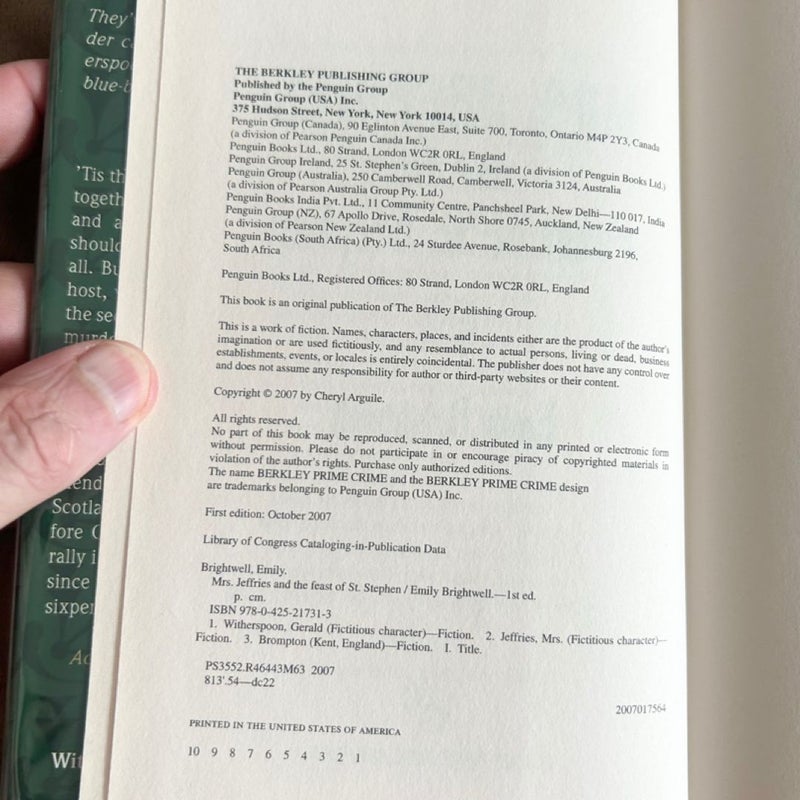 They'
der c
erspo
blue-b
'Tis th
togeth
and a
should
all. Bu
host,
the se
murde
end
Scotla
fore C
rally i
since
sixper
Ac
Wit
THE BERKLEY PUBLISHING GROUP
Published by the Penguin Group
Penguin Group (USA) Inc.
375 Hudson Street, New York, New York 10014, USA
Penguin Group (Canada), 90 Eglinton Avenue East, Suite 700, Toronto, Ontario M4P 2Y3, Canada
(a division of Pearson Penguin Canada Inc.)
Penguin Books Ltd., 80 Strand, London WC2R 0RL, England
Penguin Group Ireland, 25 St. Stephen's Green, Dublin 2, Ireland (a division of Penguin Books Ltd.)
Penguin Group (Australia), 250 Camberwell Road, Camberwell, Victoria 3124, Australia
(a division of Pearson Australia Group Pty. Ltd.)
Penguin Books India Pvt. Ltd., 11 Community Centre, Panchsheel Park, New Delhi—110 017, India
Penguin Group (NZ), 67 Apollo Drive, Rosedale, North Shore 0745, Auckland, New Zealand
(a division of Pearson New Zealand Ltd.)
Penguin Books (South Africa) (Pty.) Ltd., 24 Sturdee Avenue, Rosebank, Johannesburg 2196,
South Africa
Penguin Books Ltd., Registered Offices: 80 Strand, London WC2R 0RL, England
This book is an original publication of The Berkley Publishing Group.
This is a work of fiction. Names, characters, places, and incidents either are the product of the author's
imagination or are used fictitiously, and any resemblance to actual persons, living or dead, business
establishments, events, or locales is entirely coincidental. The publisher does not have any control over
and does not assume any responsibility for author or third-party websites or their content.
Copyright © 2007 by Cheryl Arguile.
All rights reserved.
No part of this book may be reproduced, scanned, or distributed in any printed or electronic form
without permission. Please do not participate in or encourage piracy of copyrighted materials in
violation of the author's rights. Purchase only authorized editions.
The name BERKLEY PRIME CRIME and the BERKLEY PRIME CRIME design
are trademarks belonging to Penguin Group (USA) Inc.
First edition: October 2007
Library of Congress Cataloging-in-Publication Data
Brightwell, Emily.
Mrs. Jeffries and the feast of St. Stephen / Emily Brightwell.—1st ed.
p. cm.
ISBN 978-0-425-21731-3
1. Witherspoon, Gerald (Fictitious character)—Fiction. 2. Jeffries, Mrs. (Fictitious character)—
Fiction. 3. Brompton (Kent, England)—Fiction. I. Title.
PS3552.R46443M63 2007
813'.54—dc22
2007017564
PRINTED IN THE UNITED STATES OF AMERICA
10 9 8 7 6 5 4 3 2 1